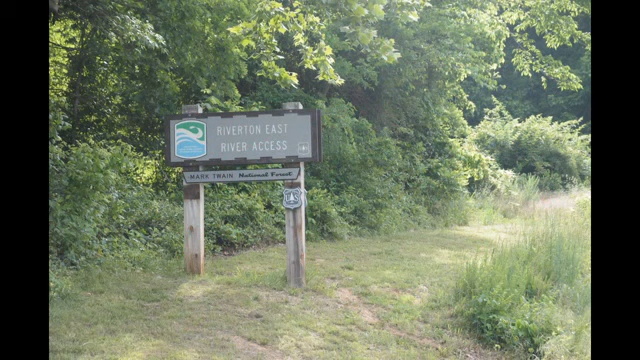 RIVERTON EAST
RIVER ACCESS
MARK TWAIN National Forest
U S